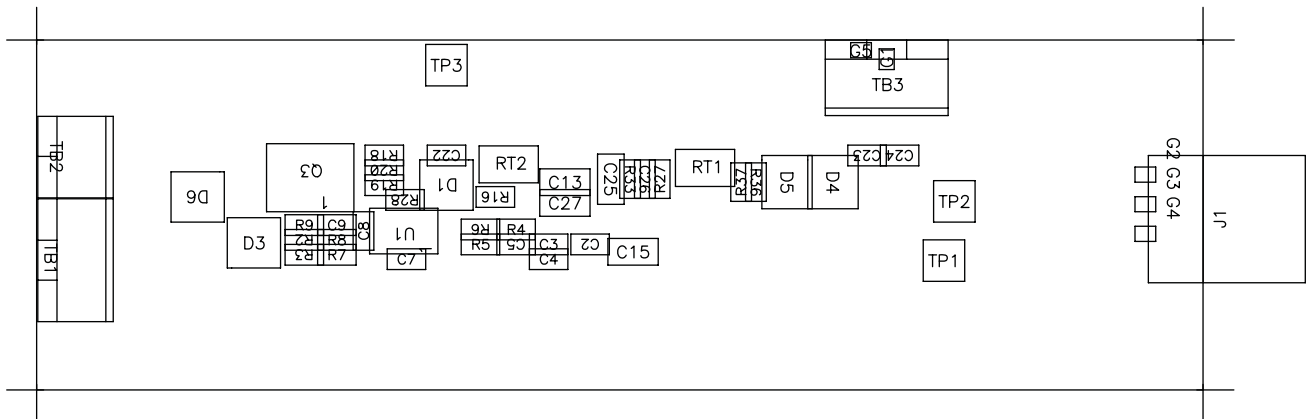 TP3
G5
G1
TB3
TB2
Q3
1
R18
R20
R19
C22
D1
R28
RT2
R16
C13
C27
C25
R33
C26
R27
RT1
R37
R36
D5
D4
C23
C24
G2
G3
G4
J1
D6
D3
R9
C9
R2
R8
R3
R7
C8
U1
C7
R6
R4
R5
C5
C3
C4
C2
C15
TP2
TP1
TB1